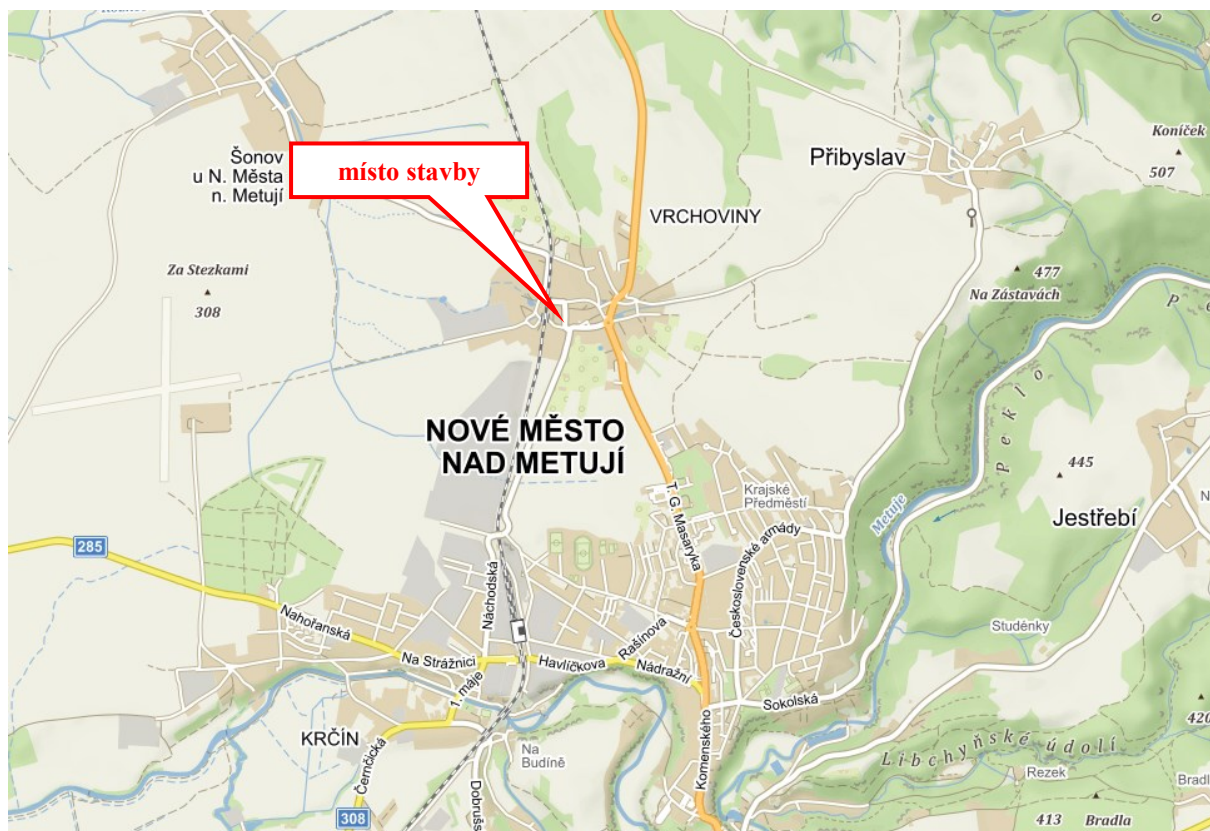 Šonov
u N. Města
n. Metují
místo stavby
Přibyslav
Koníček
507
VRCHOVINY
Za Stezkami
308
477
Na Zástavách
P e
P e k l o
NOVÉ MĚSTO
NAD METUJÍ
445
Jestřebí
N
Krajské
Předměstí
T. G. Masaryka
Československé armády
Metuje
285
Nahořanská
Náchodská
Na Strážnici
Havlíčkova
Rašínova
Nádražní
1. máje
Sokolská
Studénky
KRČÍN
Černčická
Na
Budíně
Dobrušs
Komenského
Libchyňské údolí
Rezek
420
Bradl
308
413 Bradla